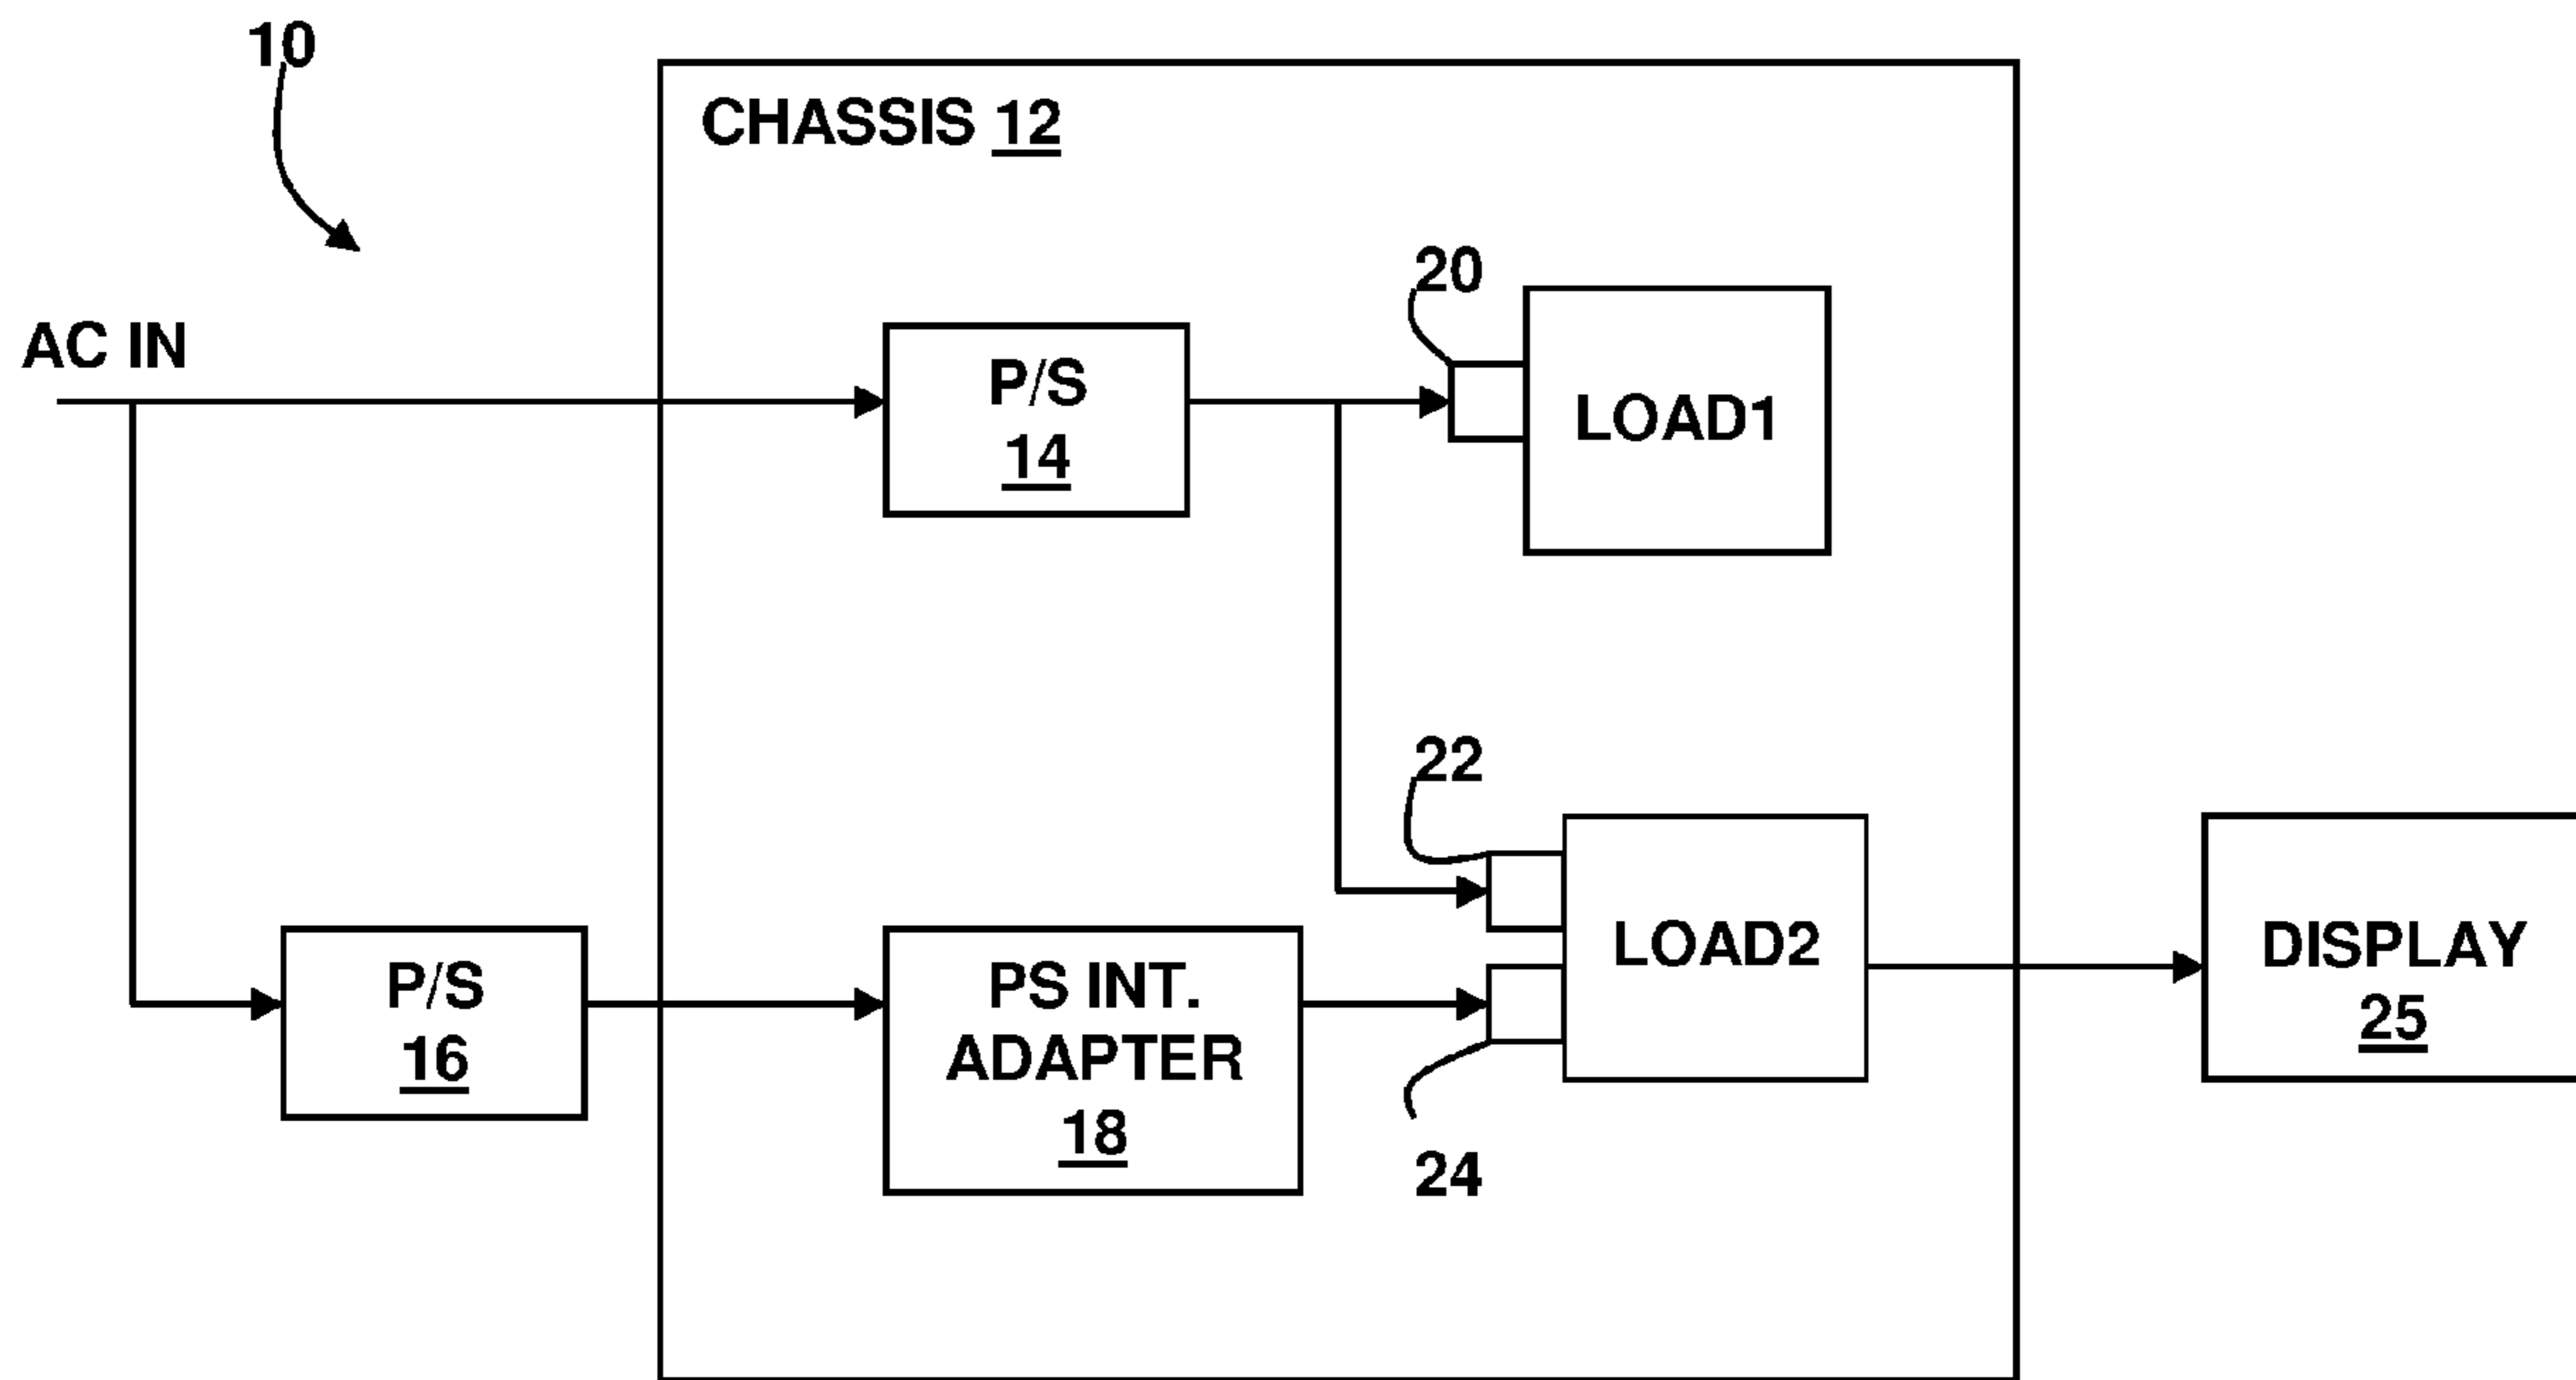 10
CHASSIS 12
20
AC IN
P/S
14
LOAD1
22
P/S
16
PS INT.
ADAPTER
18
LOAD2
24
DISPLAY
25